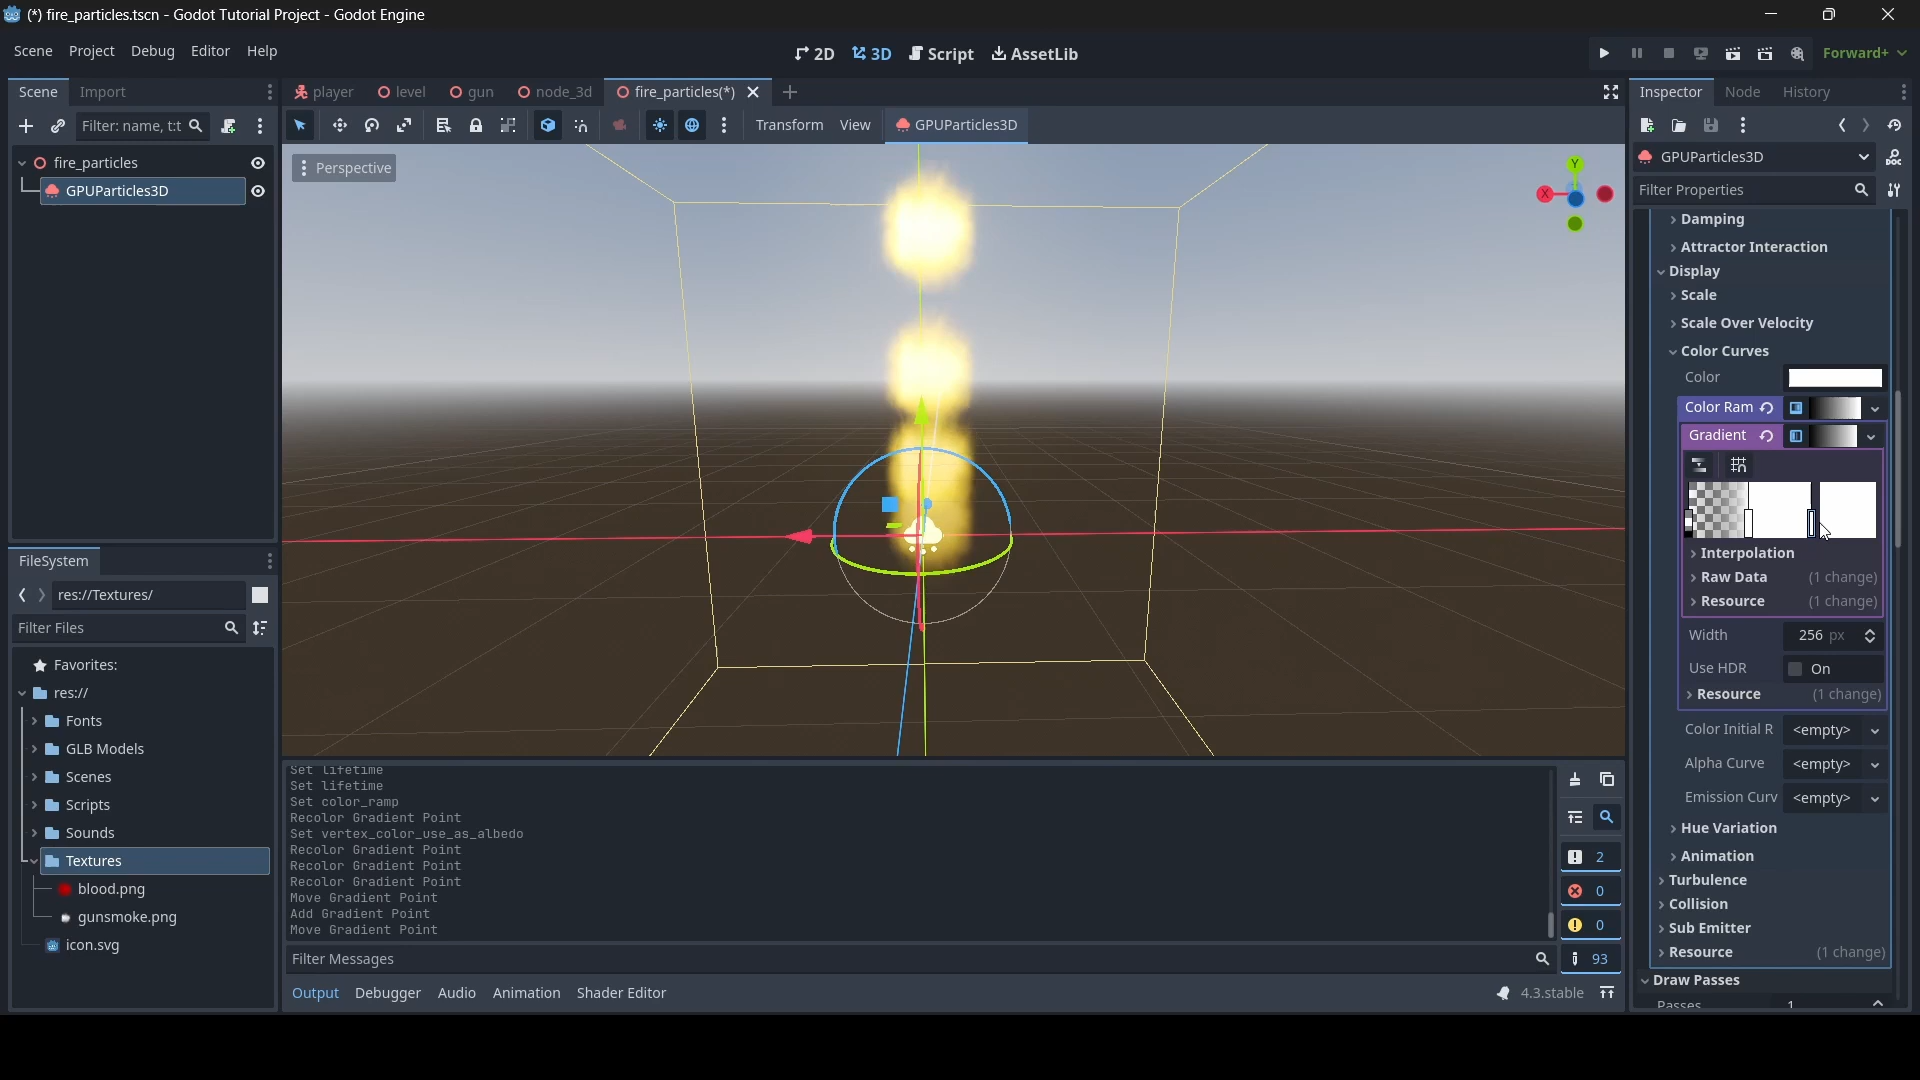 (*) fire_particles.tscn - Godot Tutorial Project - Godot Engine
Scene Project Debug Editor Help
2D 3D Script AssetLib
Forward+
Scene Import
player level gun node_3d fire_particles(*)
Inspector Node History
Filter: name, t:t
Transform View GPUParticles3D
fire_particles
GPUParticles3D
Perspective
Y
X
GPUParticles3D
Filter Properties
Damping
Attractor Interaction
Display
Scale
Scale Over Velocity
Color Curves
Color
Color Ram
Gradient
Interpolation
Raw Data (1 change)
Resource (1 change)
Width 256 px
Use HDR On
Resource (1 change)
Color Initial R <empty>
Alpha Curve <empty>
Emission Curv <empty>
Hue Variation
Animation
Turbulence
Collision
Sub Emitter
Resource (1 change)
Draw Passes
Passes 1
FileSystem
res://Textures/
Filter Files
Favorites:
res://
Fonts
GLB Models
Scenes
Scripts
Sounds
Textures
blood.png
gunsmoke.png
icon.svg
Set lifetime
Set lifetime
Set color_ramp
Recolor Gradient Point
Set vertex_color_use_as_albedo
Recolor Gradient Point
Recolor Gradient Point
Recolor Gradient Point
Move Gradient Point
Add Gradient Point
Move Gradient Point
Filter Messages
2
0
0
93
Output Debugger Audio Animation Shader Editor
4.3.stable